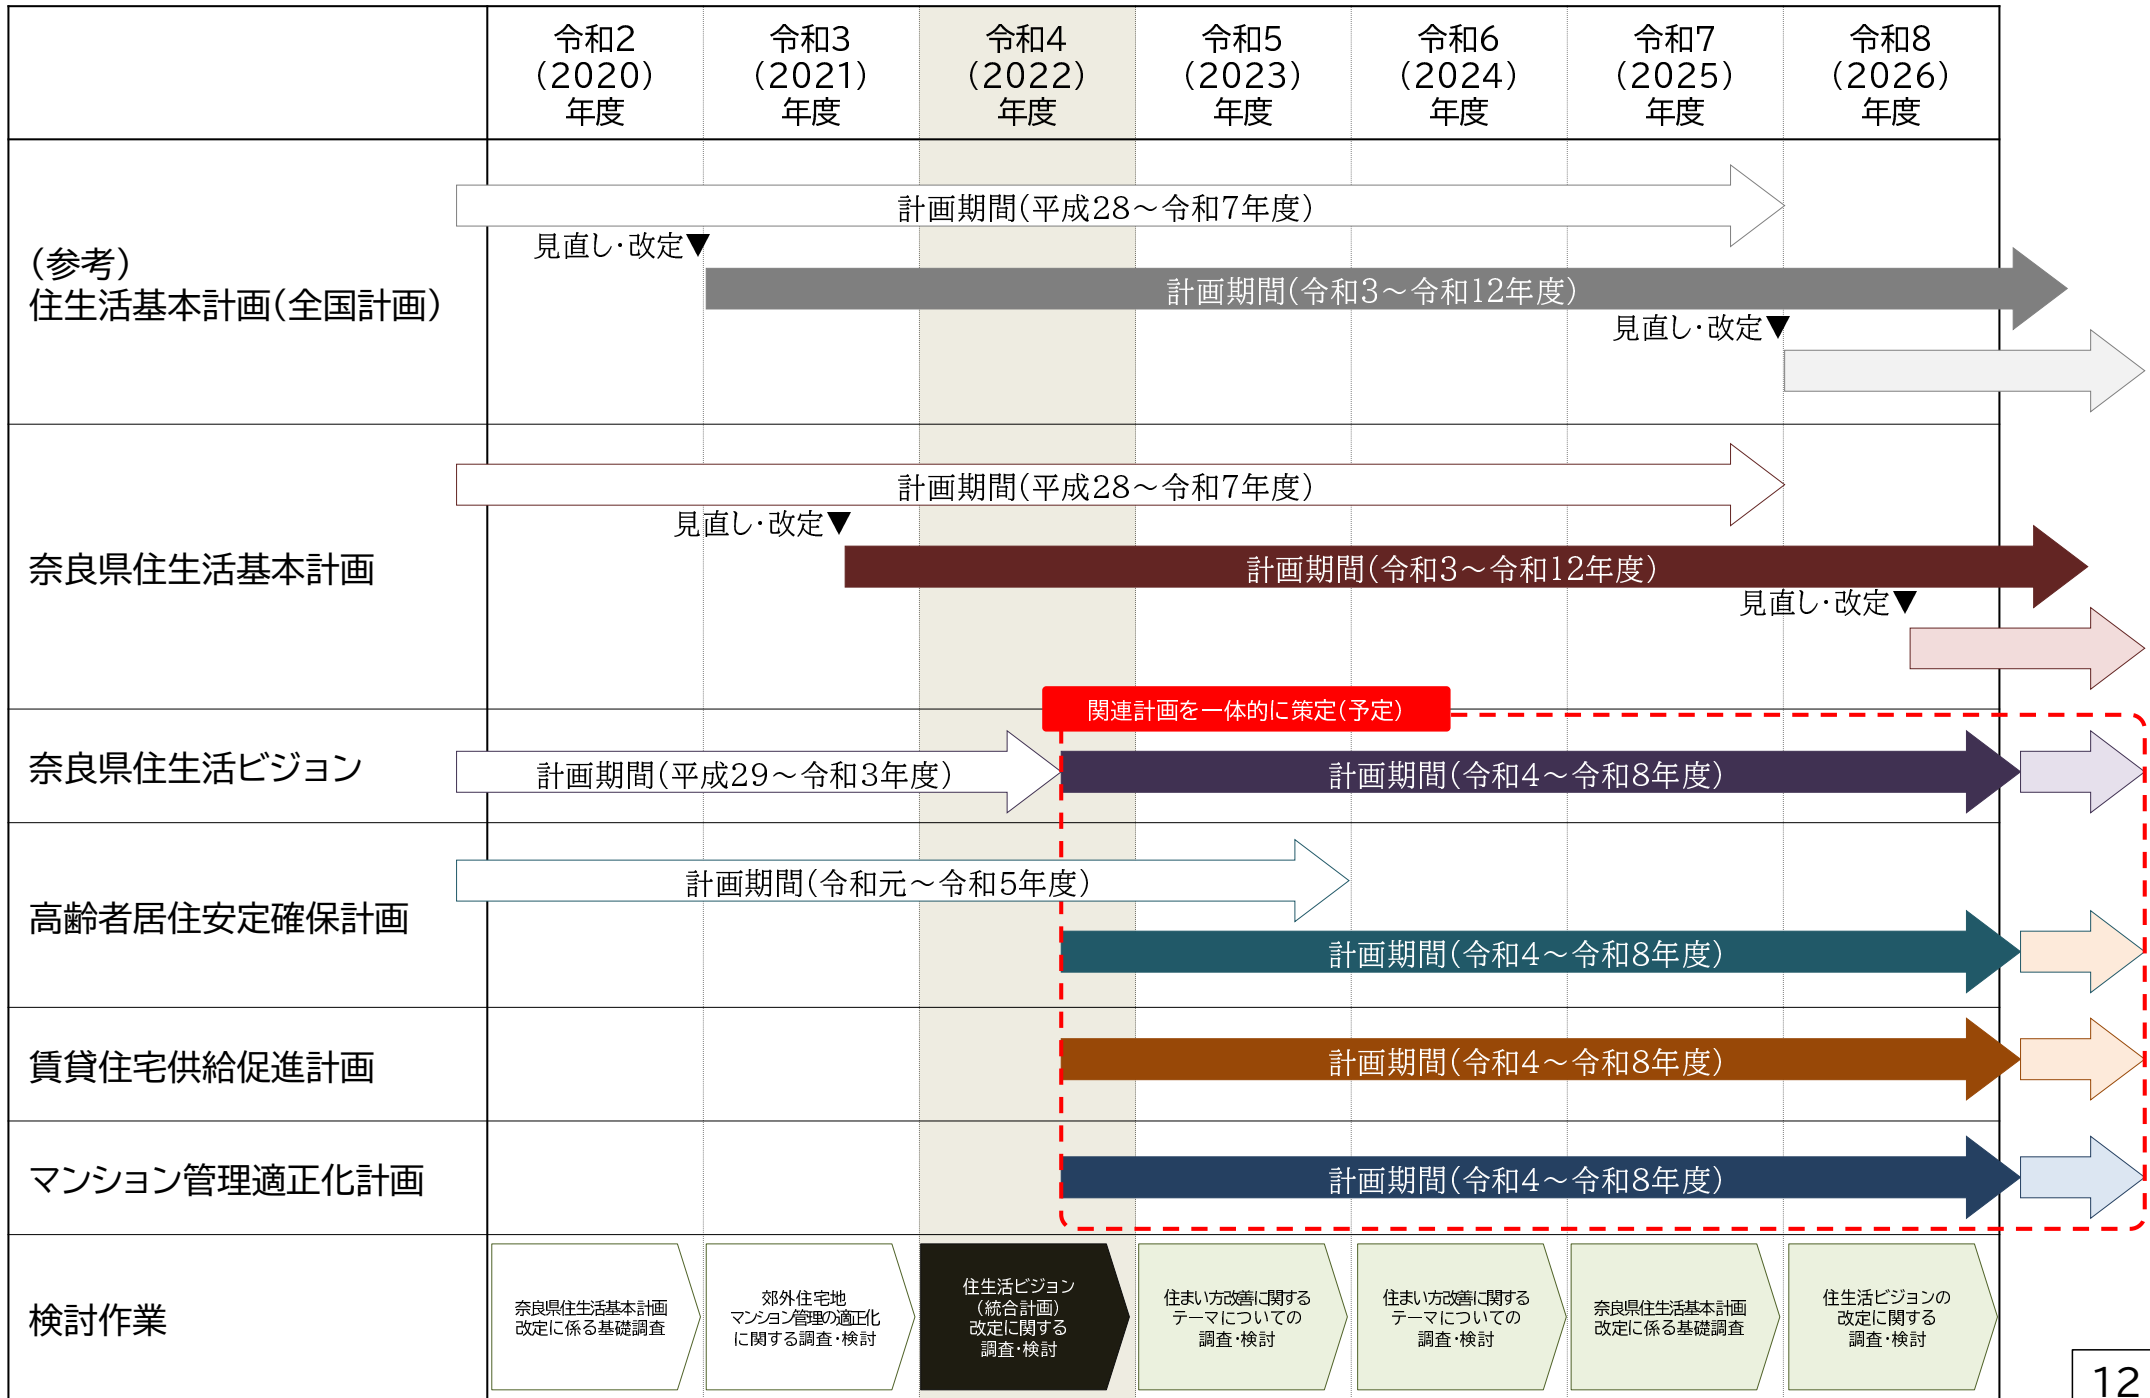 令和2
（2020）
年度
令和3
（2021）
年度
令和4
（2022）
年度
令和5
（2023）
年度
令和6
（2024）
年度
令和7
（2025）
年度
令和8
（2026）
年度
（参考）
住生活基本計画（全国計画）
計画期間（平成28～令和7年度）
見直し・改定▼
計画期間（令和3～令和12年度）
見直し・改定▼
奈良県住生活基本計画
計画期間（平成28～令和7年度）
見直し・改定▼
計画期間（令和3～令和12年度）
見直し・改定▼
関連計画を一体的に策定（予定）
奈良県住生活ビジョン
計画期間（平成29～令和3年度）
計画期間（令和4～令和8年度）
高齢者居住安定確保計画
計画期間（令和元～令和5年度）
計画期間（令和4～令和8年度）
賃貸住宅供給促進計画
計画期間（令和4～令和8年度）
マンション管理適正化計画
計画期間（令和4～令和8年度）
検討作業
奈良県住生活基本計画
改定に係る基礎調査
郊外住宅地
マンション管理の適正化
に関する調査・検討
住生活ビジョン
（統合計画）
改定に関する
調査・検討
住まい方改善に関する
テーマについての
調査・検討
住まい方改善に関する
テーマについての
調査・検討
奈良県住生活基本計画
改定に係る基礎調査
住生活ビジョンの
改定に関する
調査・検討
12